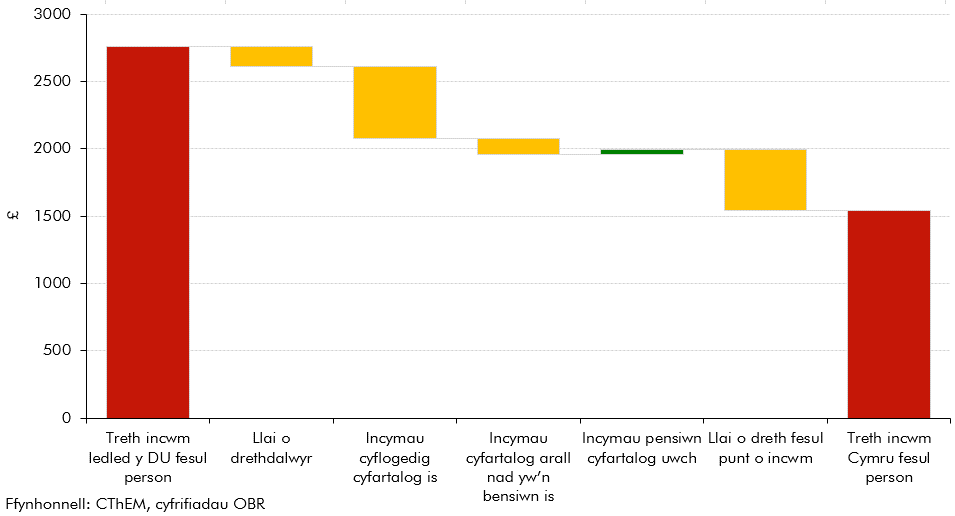 3000
2500
2000
1500
1000
500
0
£
Treth incwm
ledled y DU fesul
person
Llai o
drethdalwyr
Incymau
cyflogedig
cyfartalog is
Incymau
cyfartalog arall
nad yw’n
bensiwn is
Incymau pensiwn
cyfartalog uwch
Llai o dreth fesul
punt o incwm
Treth incwm
Cymru fesul
person
Ffynhonnell: CThEM, cyfrifiadau OBR